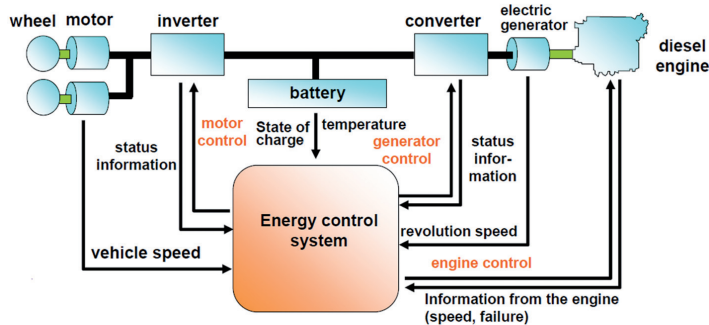 wheel motor
inverter
converter
electric
generator
diesel
engine
battery
motor
control
State of
charge
temperature
generator
control
status
information
status
infor-
mation
Energy control
system
revolution speed
vehicle speed
engine control
Information from the engine
(speed, failure)